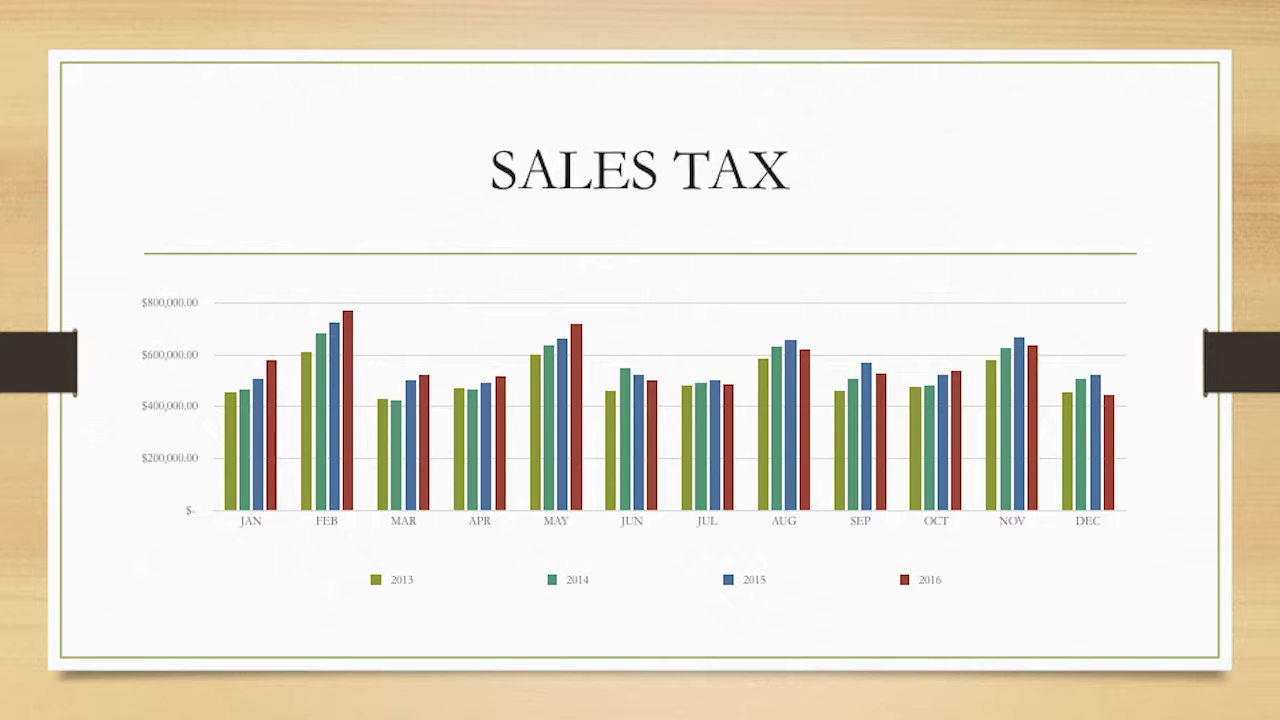 SALES TAX
$800,000.00
$600,000.00
$400,000.00
$200,000.00
$-
JAN FEB MAR APR MAY JUN JUL AUG SEP OCT NOV DEC
2013 2014 2015 2016